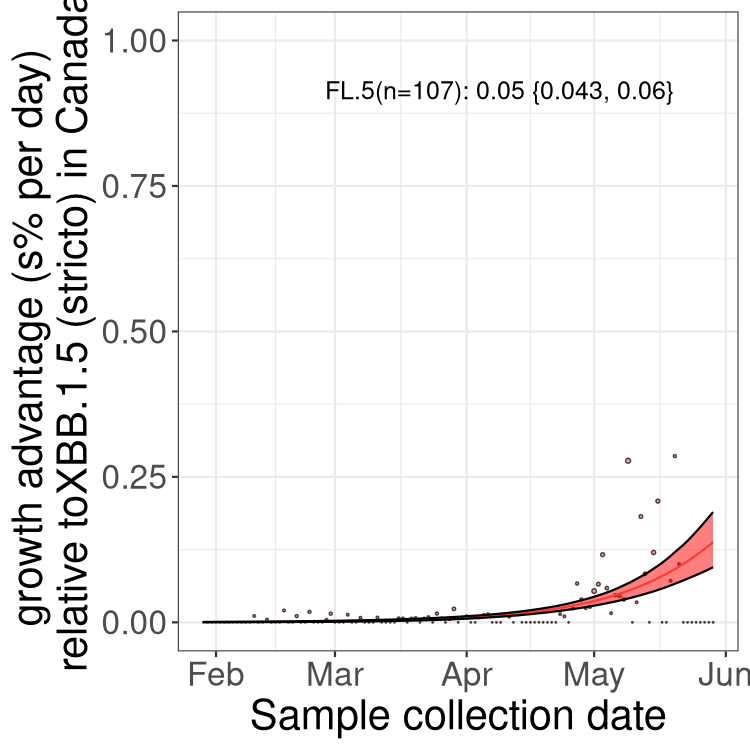 growth advantage (s% per day)
relative toXBB.1.5 (stricto) in Canada
1.00
0.75
0.50
0.25
0.00
FL.5(n=107): 0.05 {0.043, 0.06}
Feb Mar Apr May Jun
Sample collection date